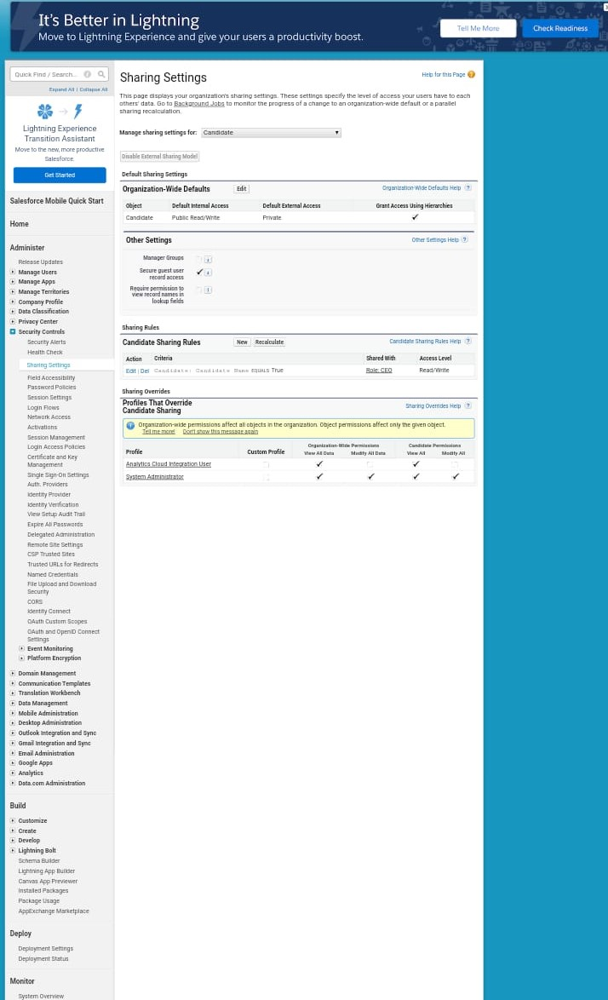 It's Better in Lightning
Move to Lightning Experience and give your users a productivity boost.
Tell Me More
Check Readiness
Quick Find / Search...
Expand All | Collapse All
Lightning Experience
Transition Assistant
Move to the new, more productive
Salesforce.
Get Started
Salesforce Mobile Quick Start
Home
Administer
Release Updates
Manage Users
Manage Apps
Manage Territories
Company Profile
Data Classification
Privacy Center
Security Controls
Security Alerts
Health Check
Sharing Settings
Field Accessibility
Password Policies
Session Settings
Login Flows
Network Access
Activations
Session Management
Login Access Policies
Certificate and Key
Management
Single Sign-On Settings
Auth. Providers
Identity Provider
Identity Verification
View Setup Audit Trail
Expire All Passwords
Delegated Administration
Remote Site Settings
CSP Trusted Sites
Trusted URLs for Redirects
Named Credentials
File Upload and Download
Security
CORS
Identity Connect
OAuth Custom Scopes
OAuth and OpenID Connect
Settings
Event Monitoring
Platform Encryption
Domain Management
Communication Templates
Translation Workbench
Data Management
Mobile Administration
Desktop Administration
Outlook Integration and Sync
Gmail Integration and Sync
Email Administration
Google Apps
Analytics
Data.com Administration
Build
Customize
Create
Develop
Lightning Bolt
Schema Builder
Lightning App Builder
Canvas App Previewer
Installed Packages
Package Usage
AppExchange Marketplace
Deploy
Deployment Settings
Deployment Status
Monitor
System Overview
Sharing Settings
Help for this Page
This page displays your organization's sharing settings. These settings specify the level of access your users have to each
others' data. Go to Background Jobs to monitor the progress of a change to an organization-wide default or a parallel
sharing recalculation.
Manage sharing settings for: Candidate
Disable External Sharing Model
Default Sharing Settings
Organization-Wide Defaults Edit Organization-Wide Defaults Help ?
Object Default Internal Access Default External Access Grant Access Using Hierarchies
Candidate Public Read/Write Private ✓
Other Settings Other Settings Help ?
Manager Groups i
Secure guest user
record access ✓ i
Require permission to
view record names in
lookup fields i
Sharing Rules
Candidate Sharing Rules New Recalculate Candidate Sharing Rules Help ?
Action Criteria Shared With Access Level
Edit | Del Candidate: Candidate Name EQUALS True Role: CEO Read/Write
Sharing Overrides
Profiles That Override
Candidate Sharing
Sharing Overrides Help ?
Organization-wide permissions affect all objects in the organization. Object permissions affect only the given object.
Tell me more! Don't show this message again
Organization-Wide Permissions Candidate Permissions
Profile Custom Profile View All Data Modify All Data View All Modify All
Analytics Cloud Integration User ✓ ✓
System Administrator ✓ ✓ ✓ ✓